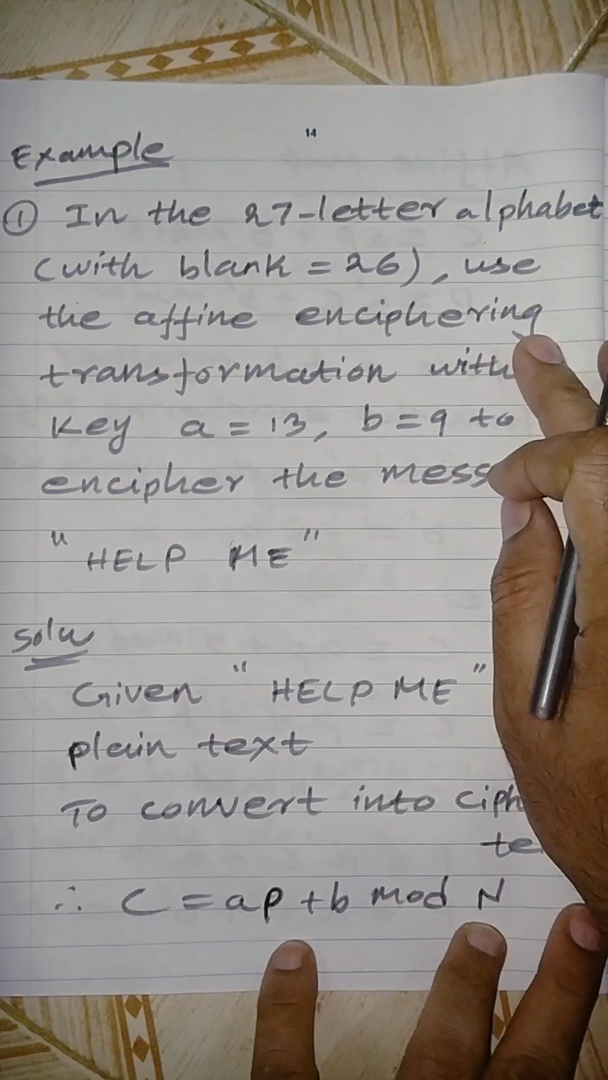 14
Example
① In the 27-letter alphabet
(with blank = 26), use
the affine enciphering
transformation with
Key a = 13, b = 9 to
encipher the mess
" HELP ME "
Solu
Given " HELP ME "
plain text
To convert into ciph
te
∴ C = ap + b mod N